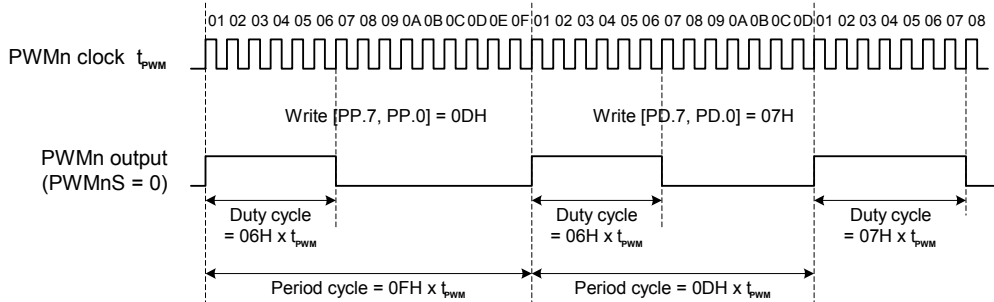 01 02 03 04 05 06 07 08 09 0A 0B 0C 0D 0E 0F 01 02 03 04 05 06 07 08 09 0A 0B 0C 0D 01 02 03 04 05 06 07 08
PWMn clock tPWM
Write [PP.7, PP.0] = 0DH Write [PD.7, PD.0] = 07H
PWMn output
(PWMnS = 0)
Duty cycle Duty cycle Duty cycle
= 06H x tPWM = 06H x tPWM = 07H x tPWM
Period cycle = 0FH x tPWM Period cycle = 0DH x tPWM